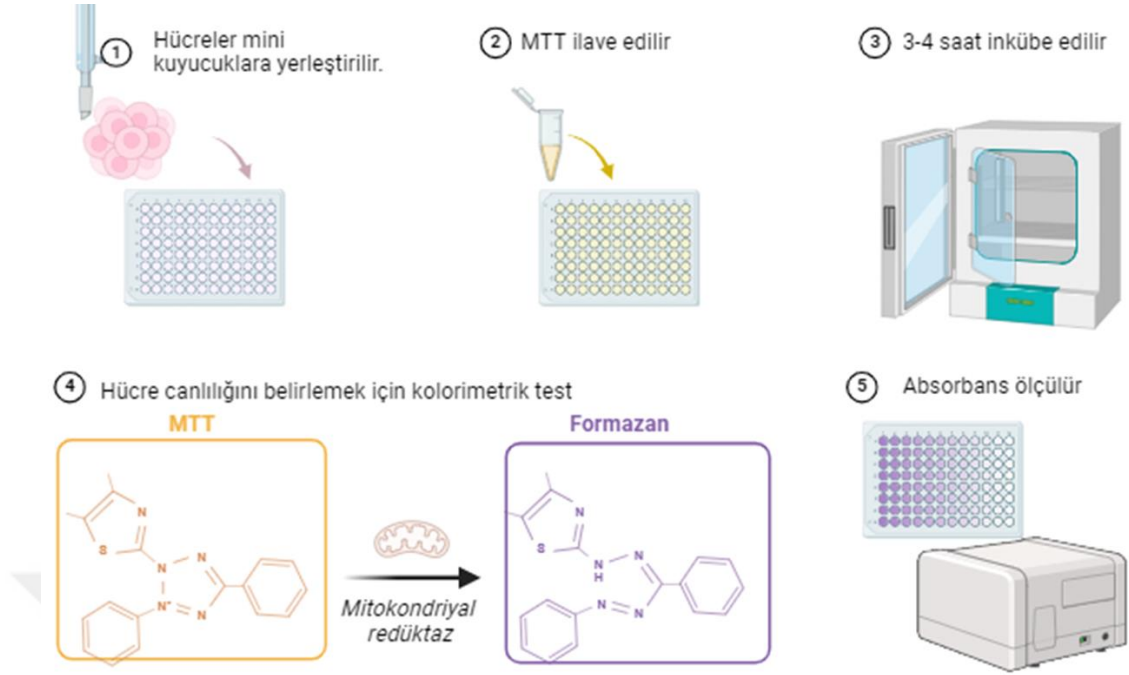 1 Hücreler mini
kuyucuklara yerleştirilir.
2 MTT ilave edilir
3 3-4 saat inkübe edilir
4 Hücre canlılığını belirlemek için kolorimetrik test
MTT
Formazan
N
S
N
N
N+
N
N
S
N
H
N
N
N
Mitokondriyal
redüktaz
5 Absorbans ölçülür